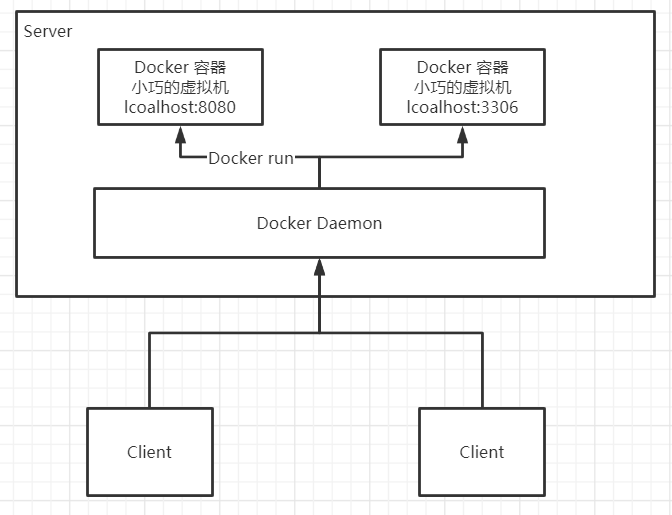 Server
Docker 容器
小巧的虚拟机
lcoalhost:8080
Docker 容器
小巧的虚拟机
lcoalhost:3306
Docker run
Docker Daemon
Client
Client